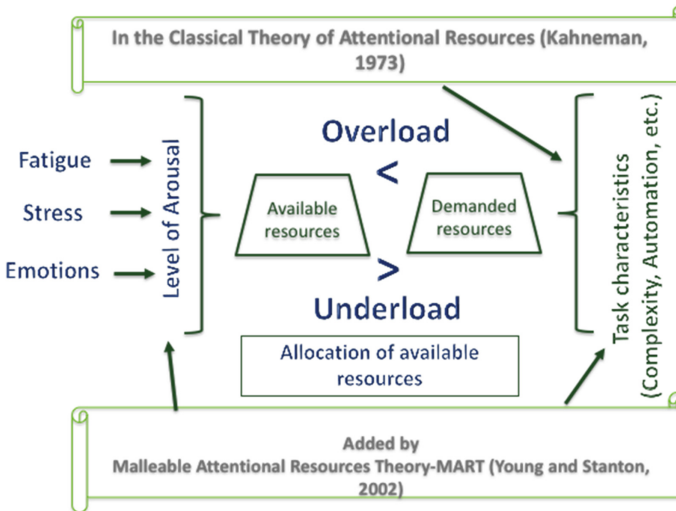 In the Classical Theory of Attentional Resources (Kahneman,
1973)
Fatigue
Stress
Emotions
Level of Arousal
Overload
<
Available
resources
Demanded
resources
>
Underload
Allocation of available
resources
Task characteristics
(Complexity, Automation, etc.)
Added by
Malleable Attentional Resources Theory-MART (Young and Stanton,
2002)